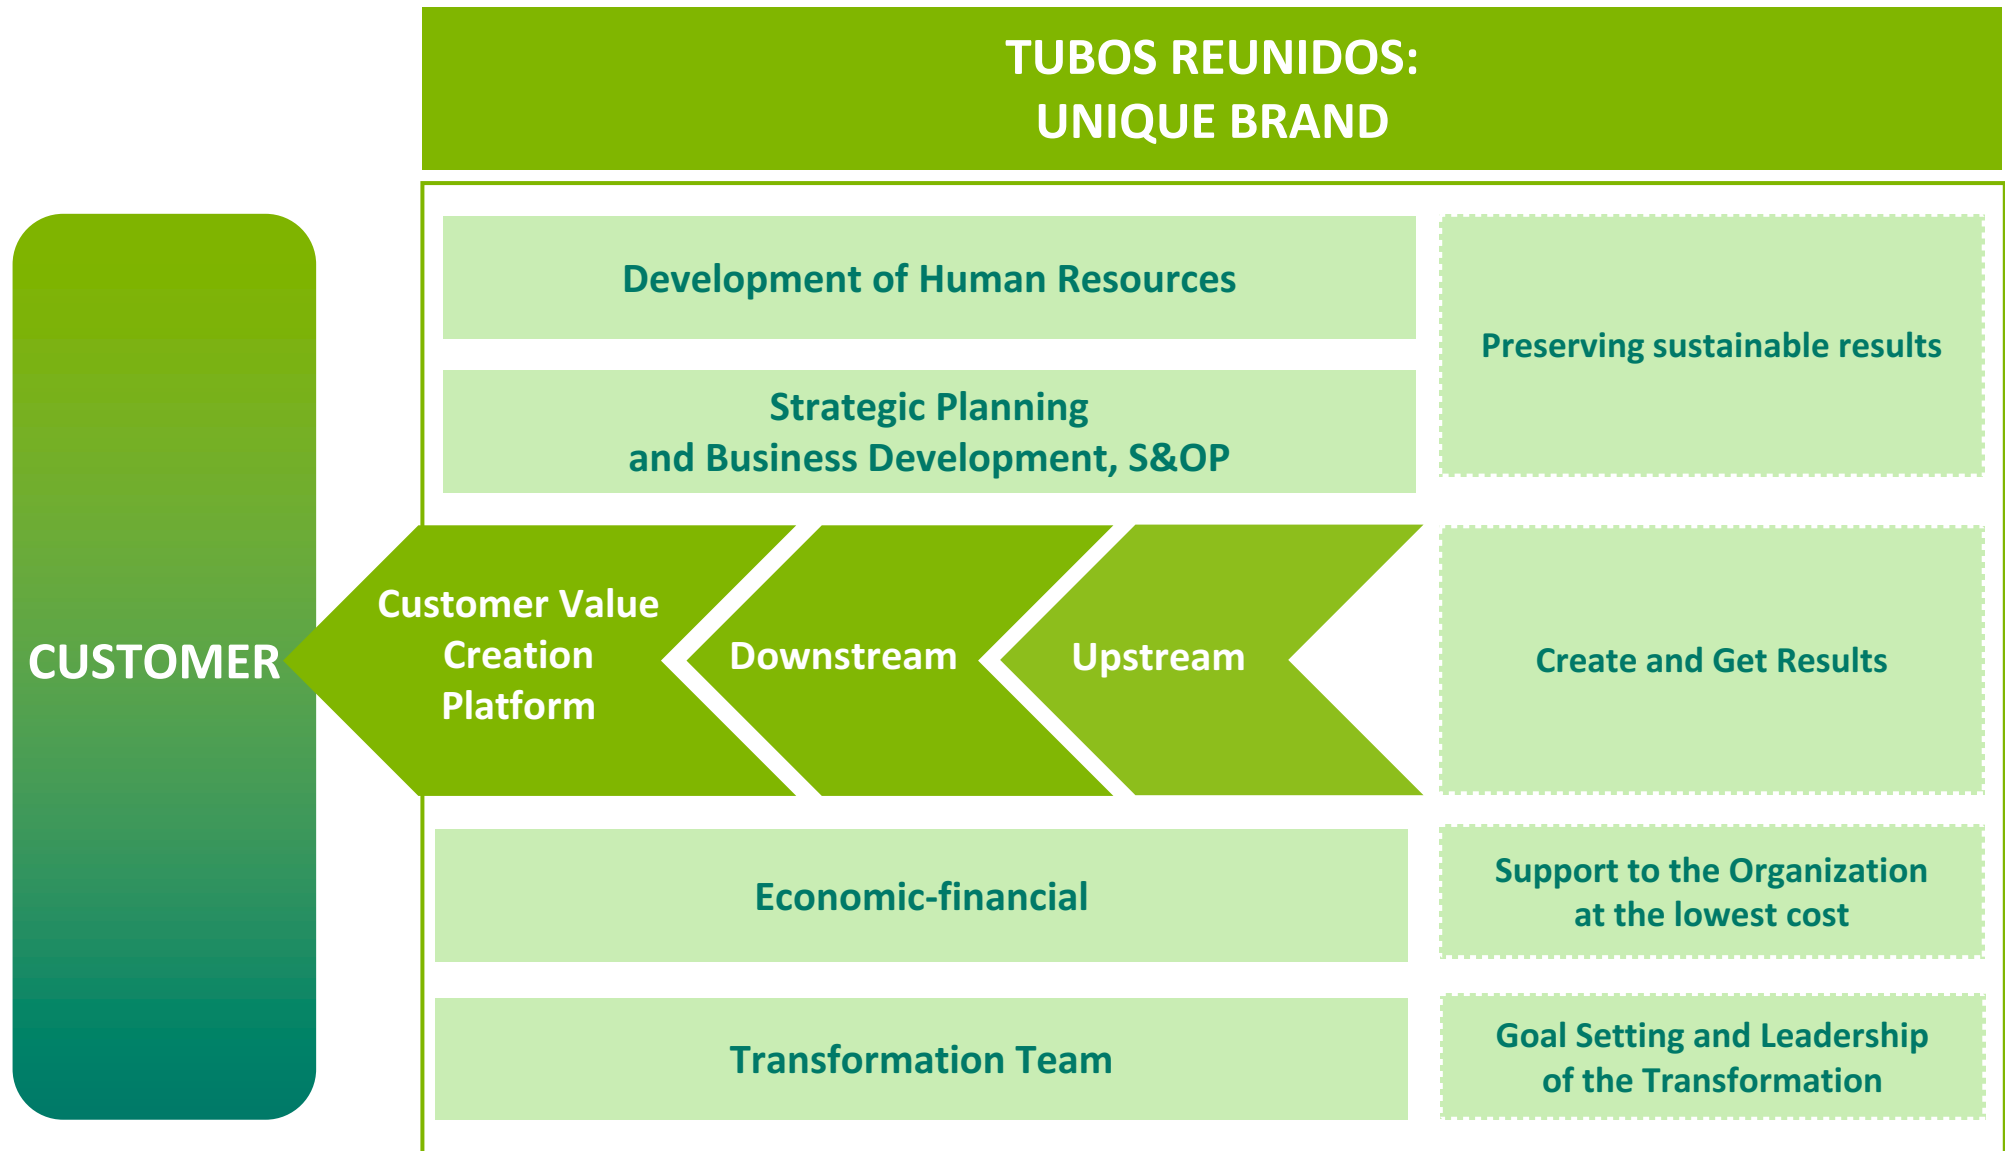 TUBOS REUNIDOS:
UNIQUE BRAND
Development of Human Resources
Strategic Planning
and Business Development, S&OP
Preserving sustainable results
CUSTOMER
Customer Value
Creation
Platform
Downstream
Upstream
Create and Get Results
Economic-financial
Support to the Organization
at the lowest cost
Transformation Team
Goal Setting and Leadership
of the Transformation